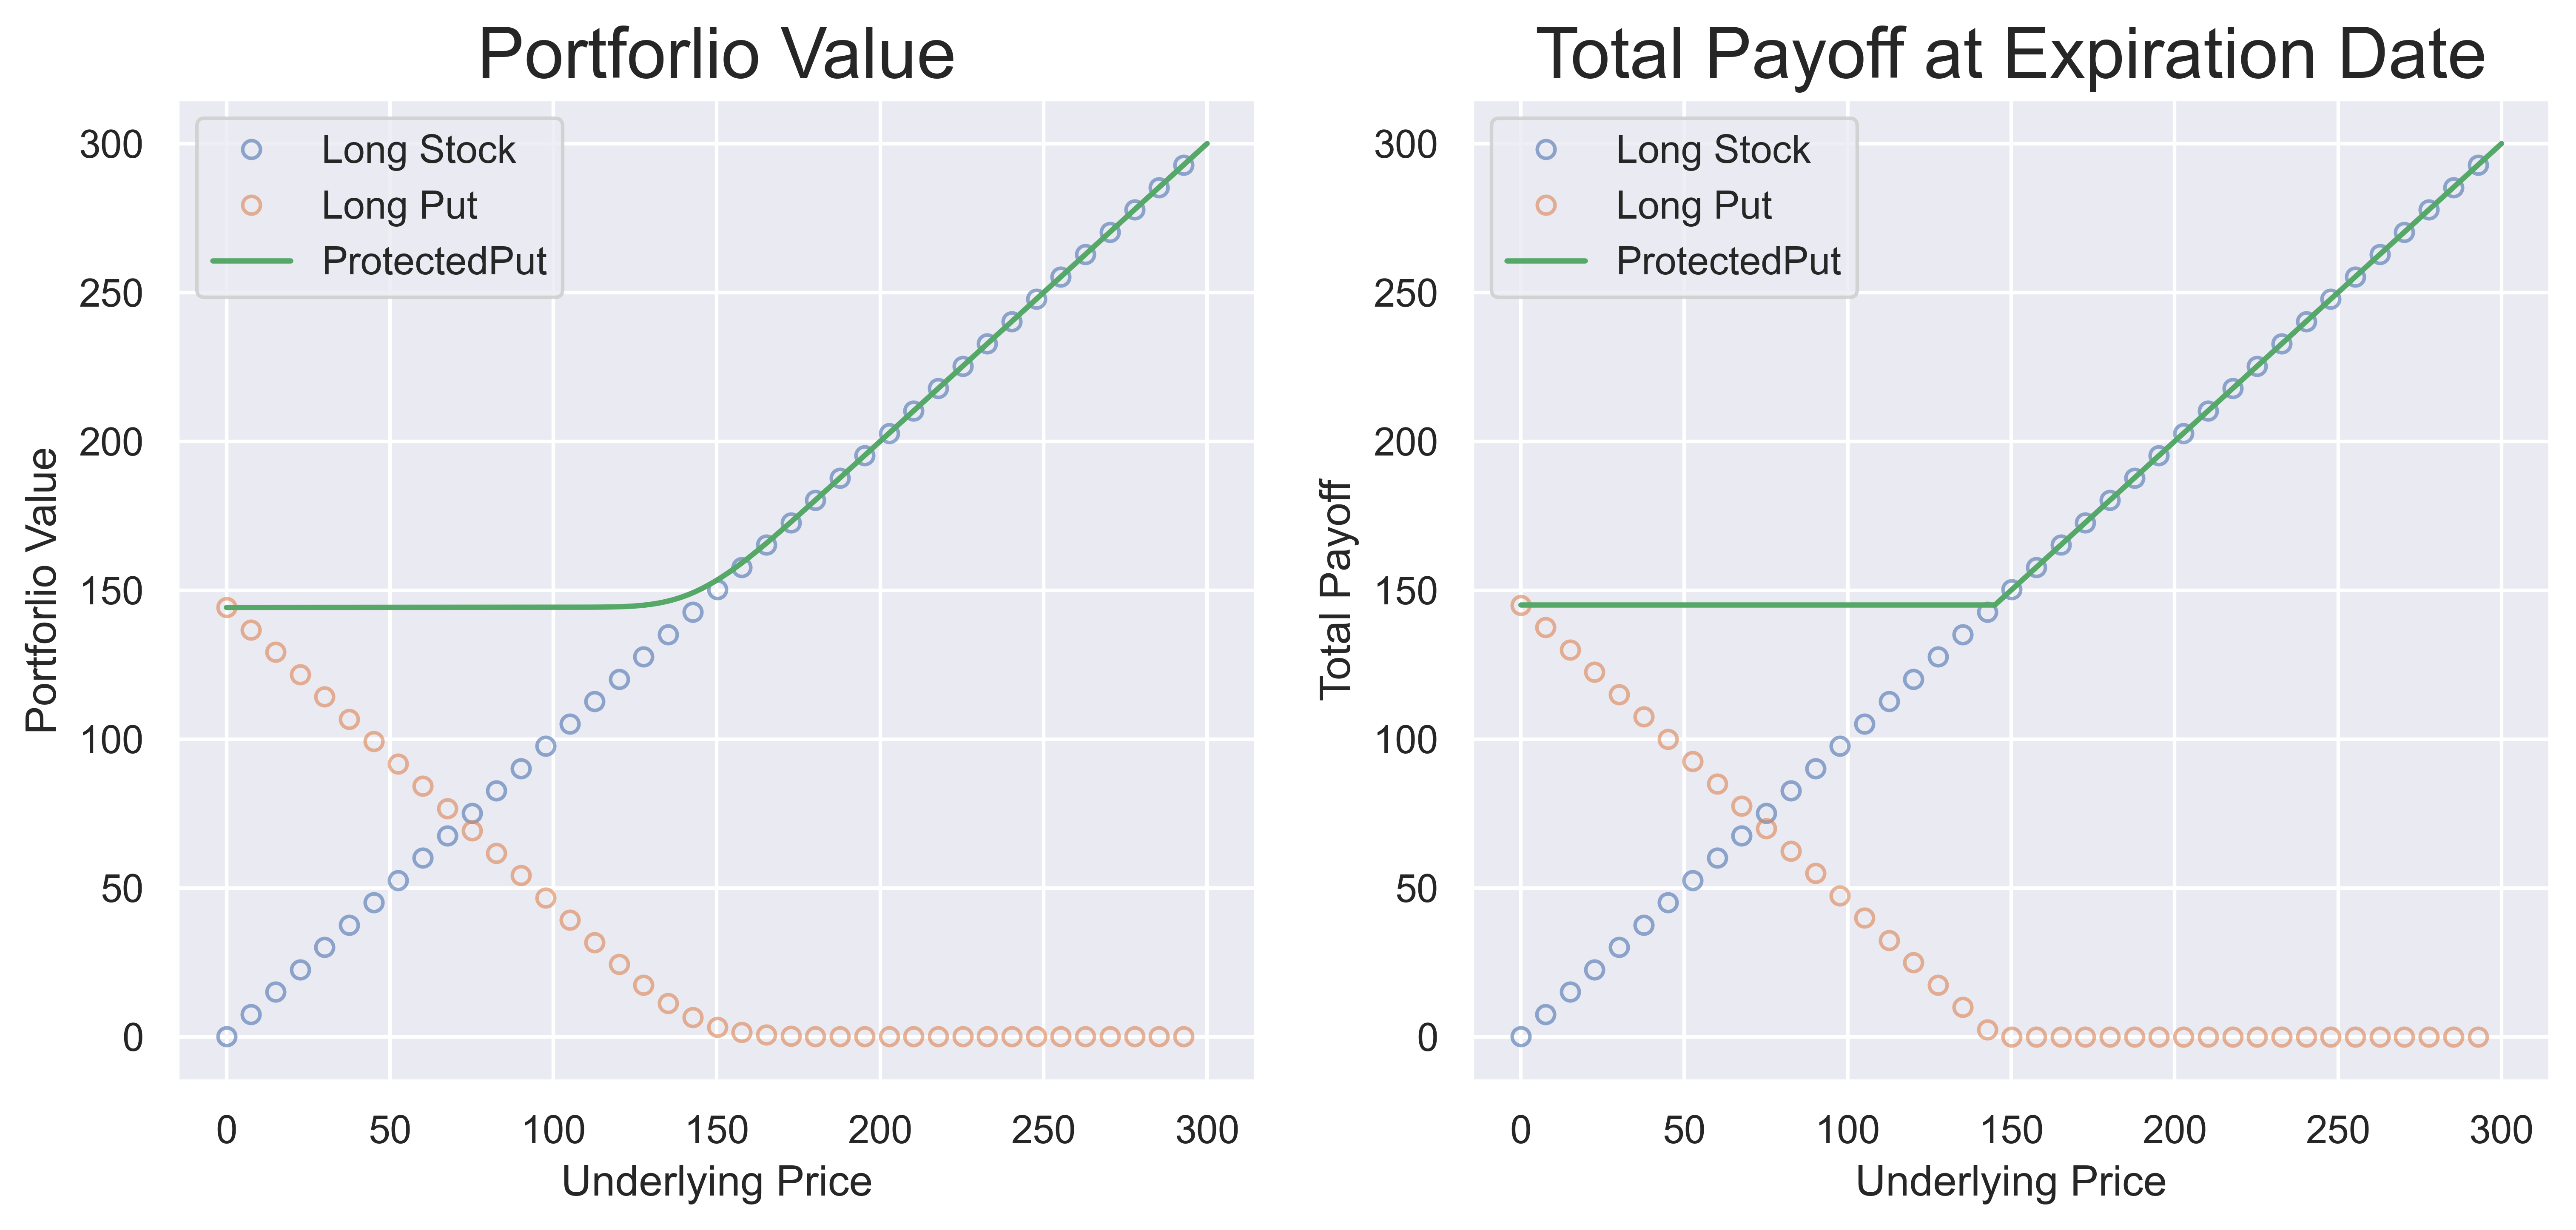 Portforlio Value
Long Stock
Long Put
ProtectedPut
300
250
200
150
100
50
0
Portforlio Value
0 50 100 150 200 250 300
Underlying Price
Total Payoff at Expiration Date
Long Stock
Long Put
ProtectedPut
300
250
200
150
100
50
0
Total Payoff
0 50 100 150 200 250 300
Underlying Price